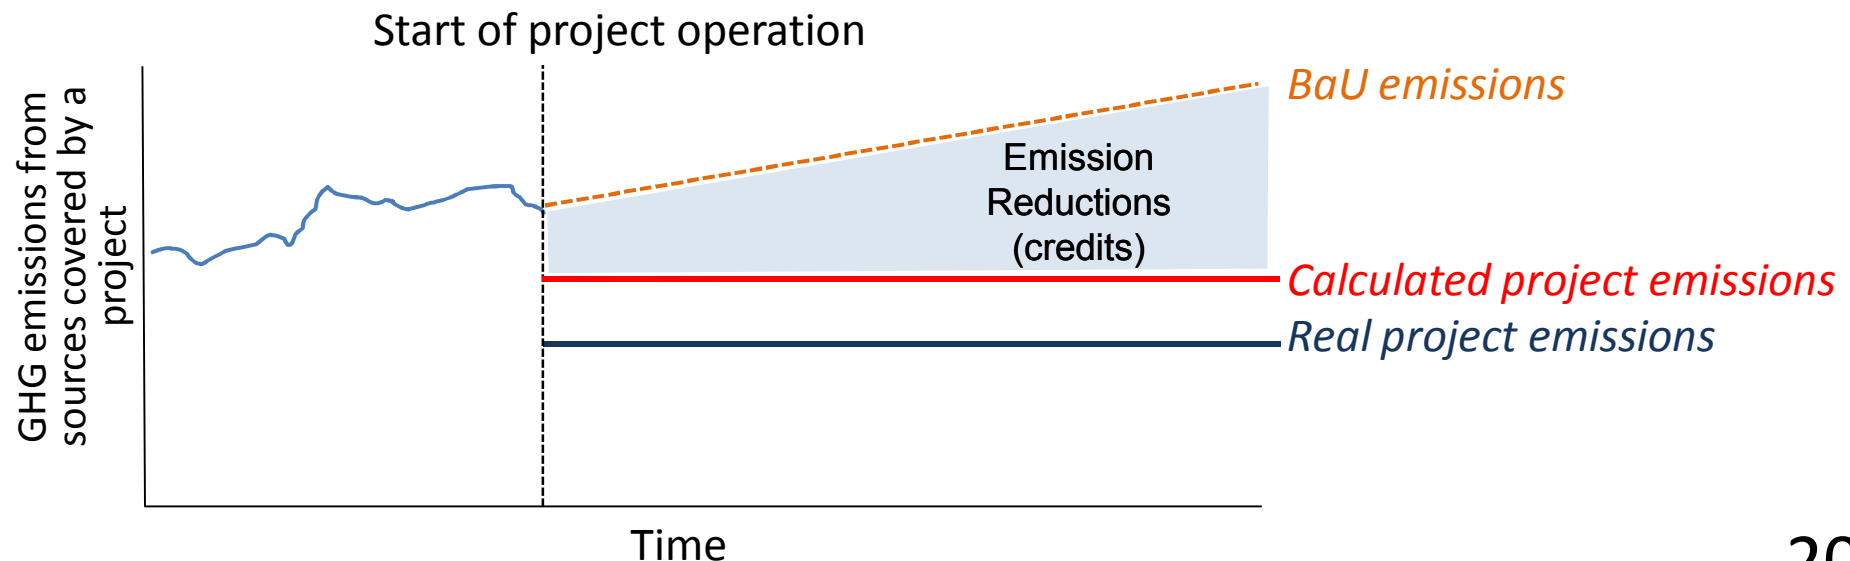 Start of project operation
GHG emissions from
sources covered by a
project
BaU emissions
Emission
Reductions
(credits)
Calculated project emissions
Real project emissions
Time
20